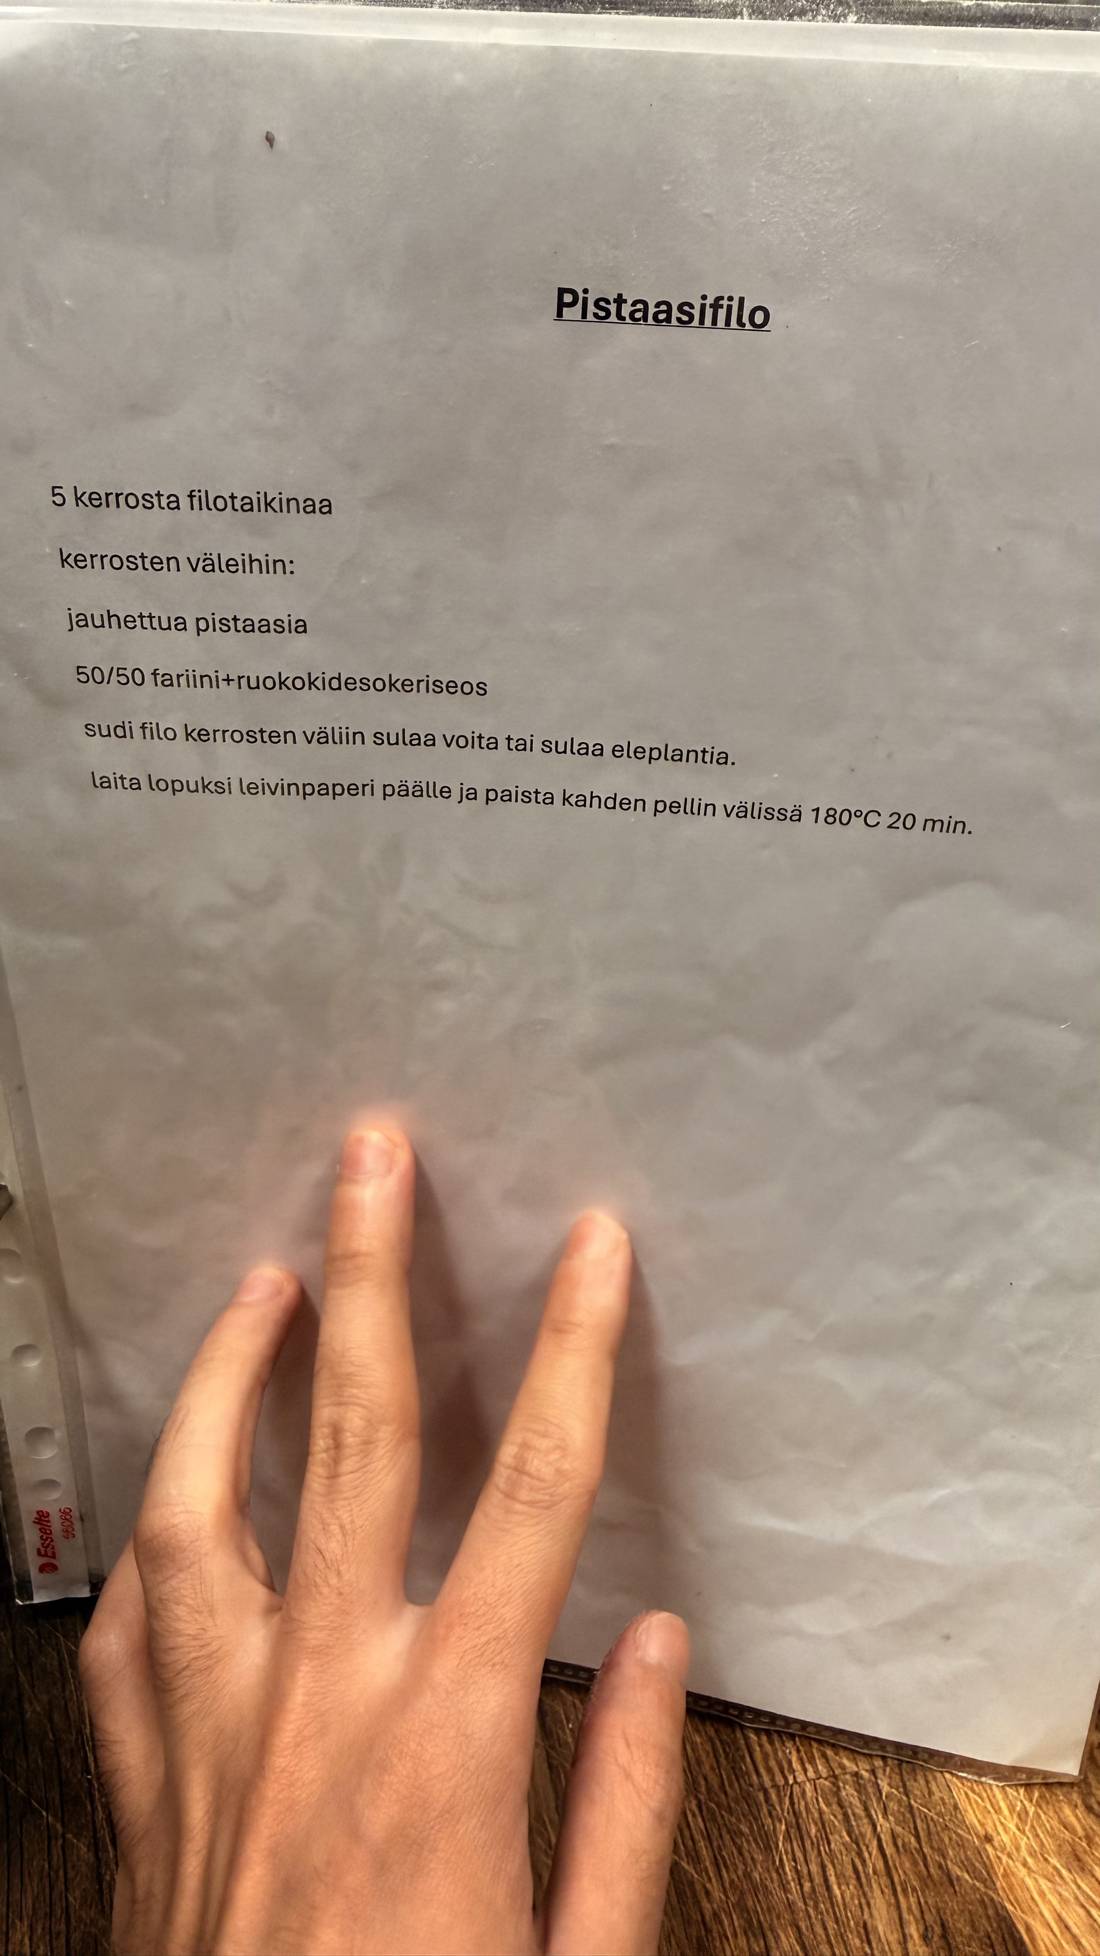 Pistaasifilo
5 kerrosta filotaikinaa
kerrosten väleihin:
jauhettua pistaasia
50/50 fariini+ruokokidesokeriseos
sudi filo kerrosten väliin sulaa voita tai sulaa eleplantia.
laita lopuksi leivinpaperi päälle ja paista kahden pellin välissä 180°C 20 min.
Esselte